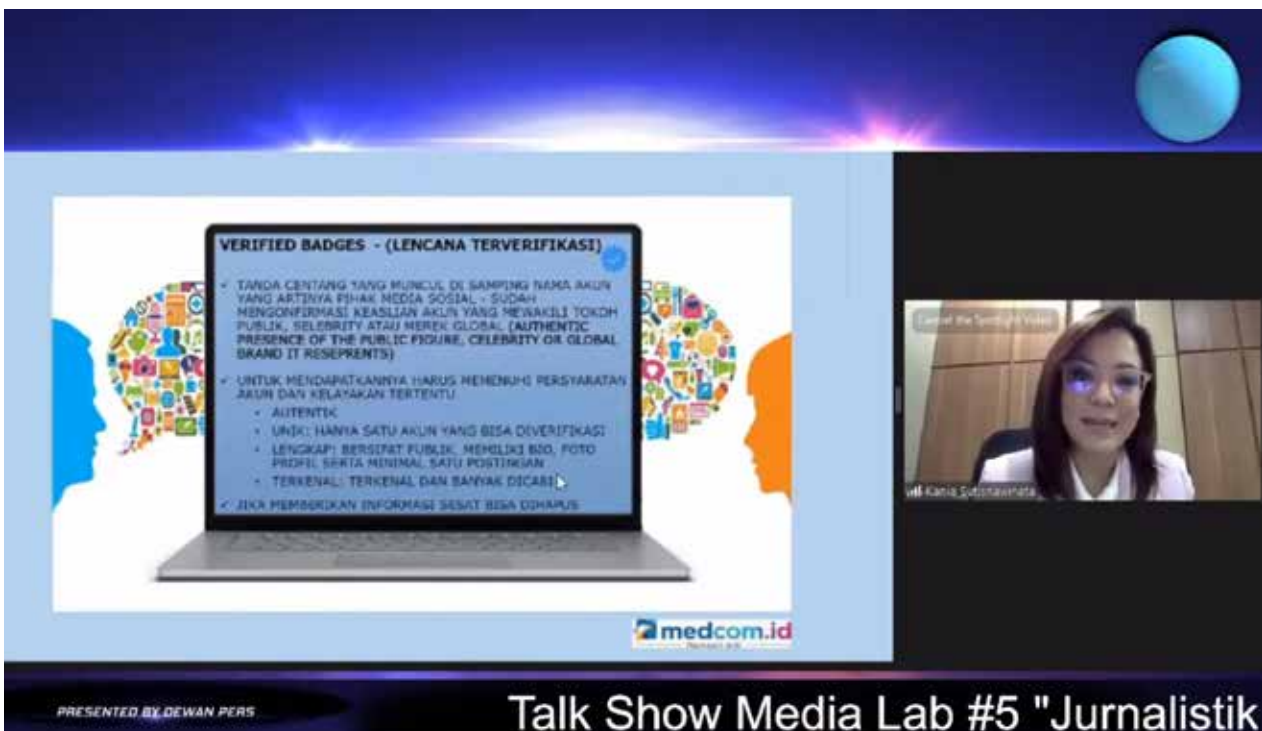 VERIFIED BADGES - (LENCANA TERVERIFIKASI)
✓ TANDA CENTANG YANG MUNCUL DI SAMPING NAMA AKUN
YANG ARTINYA PIHAK MEDIA SOSIAL - SUDAH
MENGONFIRMASI KEASLIAN AKUN YANG MEWAKILI TOKOH
PUBLIK, SELEBRITY ATAU MEREK GLOBAL (AUTHENTIC
PRESENCE OF THE PUBLIC FIGURE, CELEBRITY OR GLOBAL
BRAND IT RESEPRENTS)
✓ UNTUK MENDAPATKANNYA HARUS MEMENUHI PERSYARATAN
AKUN DAN KELAYAKAN TERTENTU
• AUTENTIK
• UNIK: HANYA SATU AKUN YANG BISA DIVERIFIKASI
• LENGKAP: BERSIFAT PUBLIK, MEMILIKI BIO, FOTO
PROFIL SERTA MINIMAL SATU POSTINGAN
• TERKENAL: TERKENAL DAN BANYAK DICARI
✓ JIKA MEMBERIKAN INFORMASI SESAT BISA DIHAPUS
medcom.id
Cancel the Spotlight Video
Kania Sutisnawinata
PRESENTED BY DEWAN PERS
Talk Show Media Lab #5 "Jurnalistik